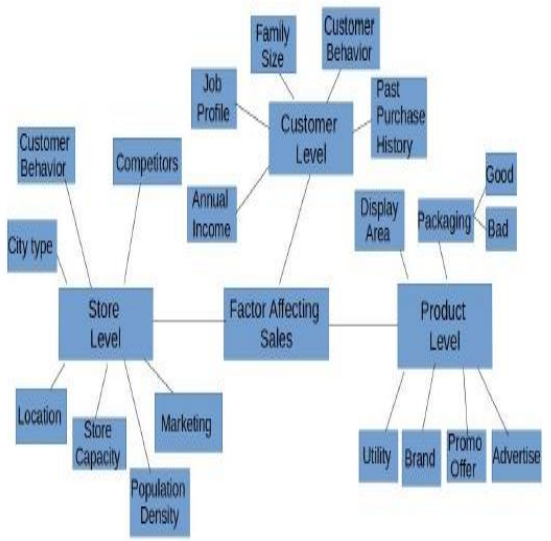 Family
Size
Customer
Behavior
Job
Profile
Customer
Level
Past
Purchase
History
Customer
Behavior
Competitors
Annual
Income
Display
Area
Packaging
Good
Bad
City type
Store
Level
Factor Affecting
Sales
Product
Level
Location
Store
Capacity
Population
Density
Marketing
Utility
Brand
Promo
Offer
Advertise